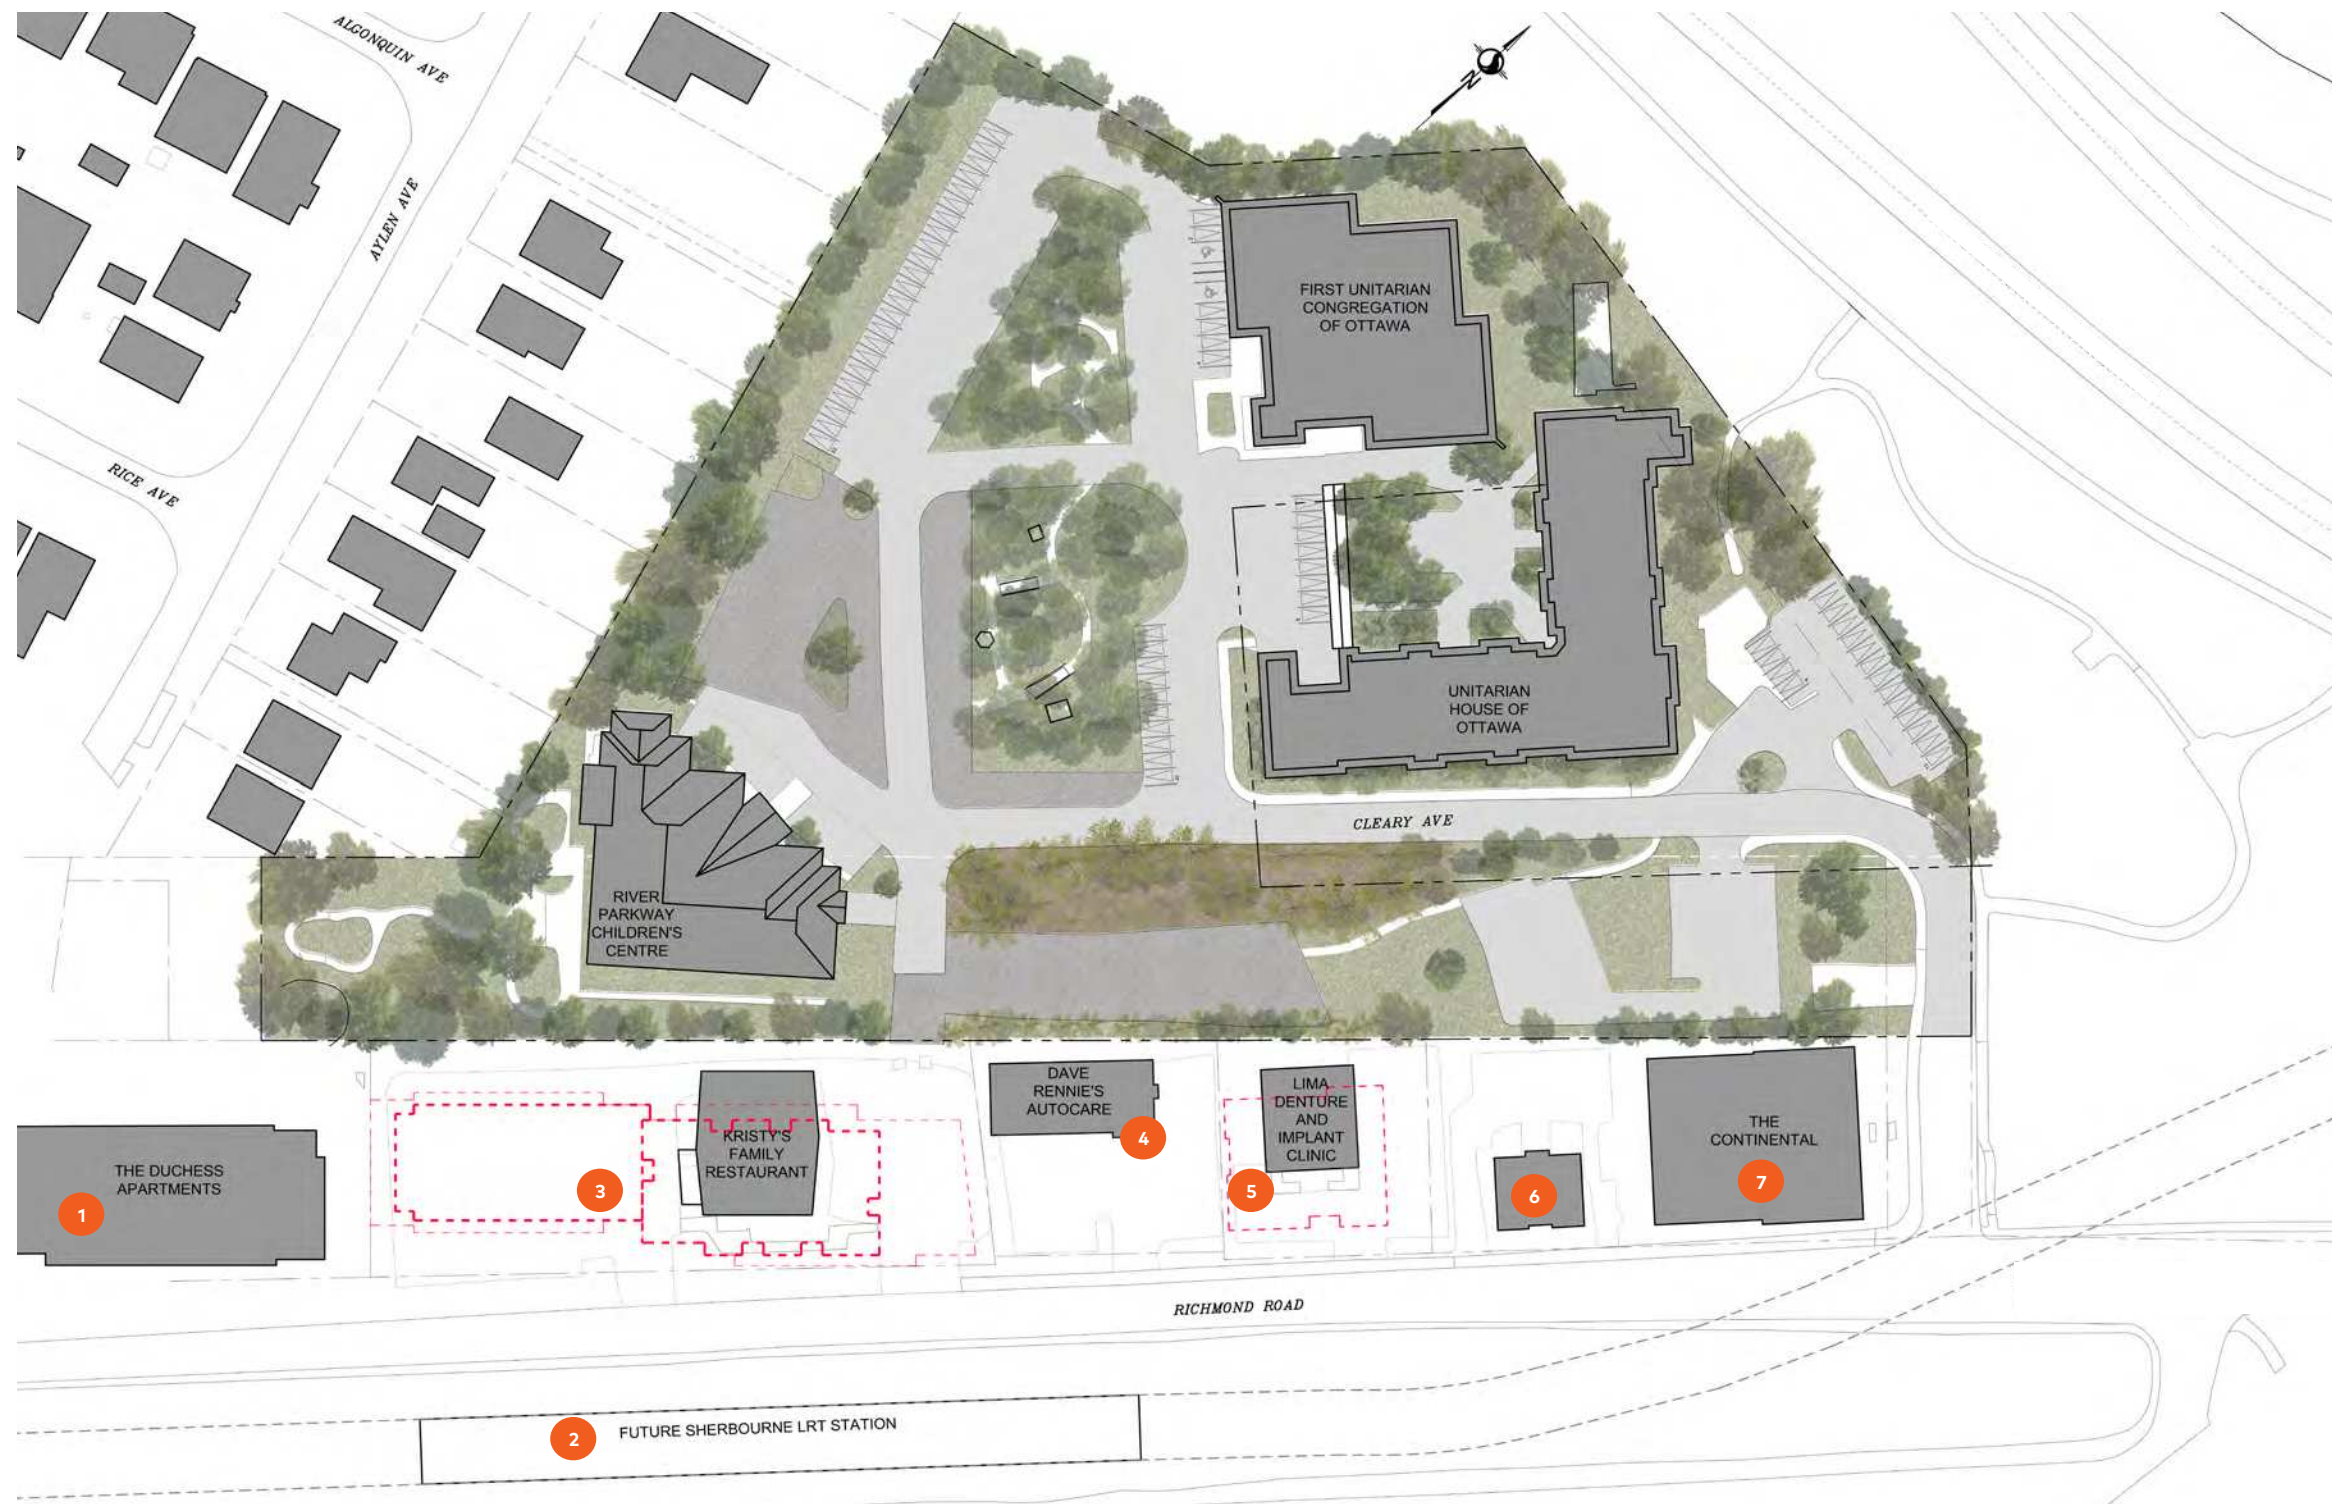 ALGONQUIN AVE
N
AYLEN AVE
RICE AVE
FIRST UNITARIAN
CONGREGATION
OF OTTAWA
UNITARIAN
HOUSE OF
OTTAWA
CLEARY AVE
RIVER
PARKWAY
CHILDREN'S
CENTRE
THE DUCHESS
APARTMENTS
1
3
KRISTY'S
FAMILY
RESTAURANT
DAVE
RENNIE'S
AUTOCARE
4
LIMA
DENTURE
AND
IMPLANT
CLINIC
5
6
THE
CONTINENTAL
7
RICHMOND ROAD
2
FUTURE SHERBOURNE LRT STATION